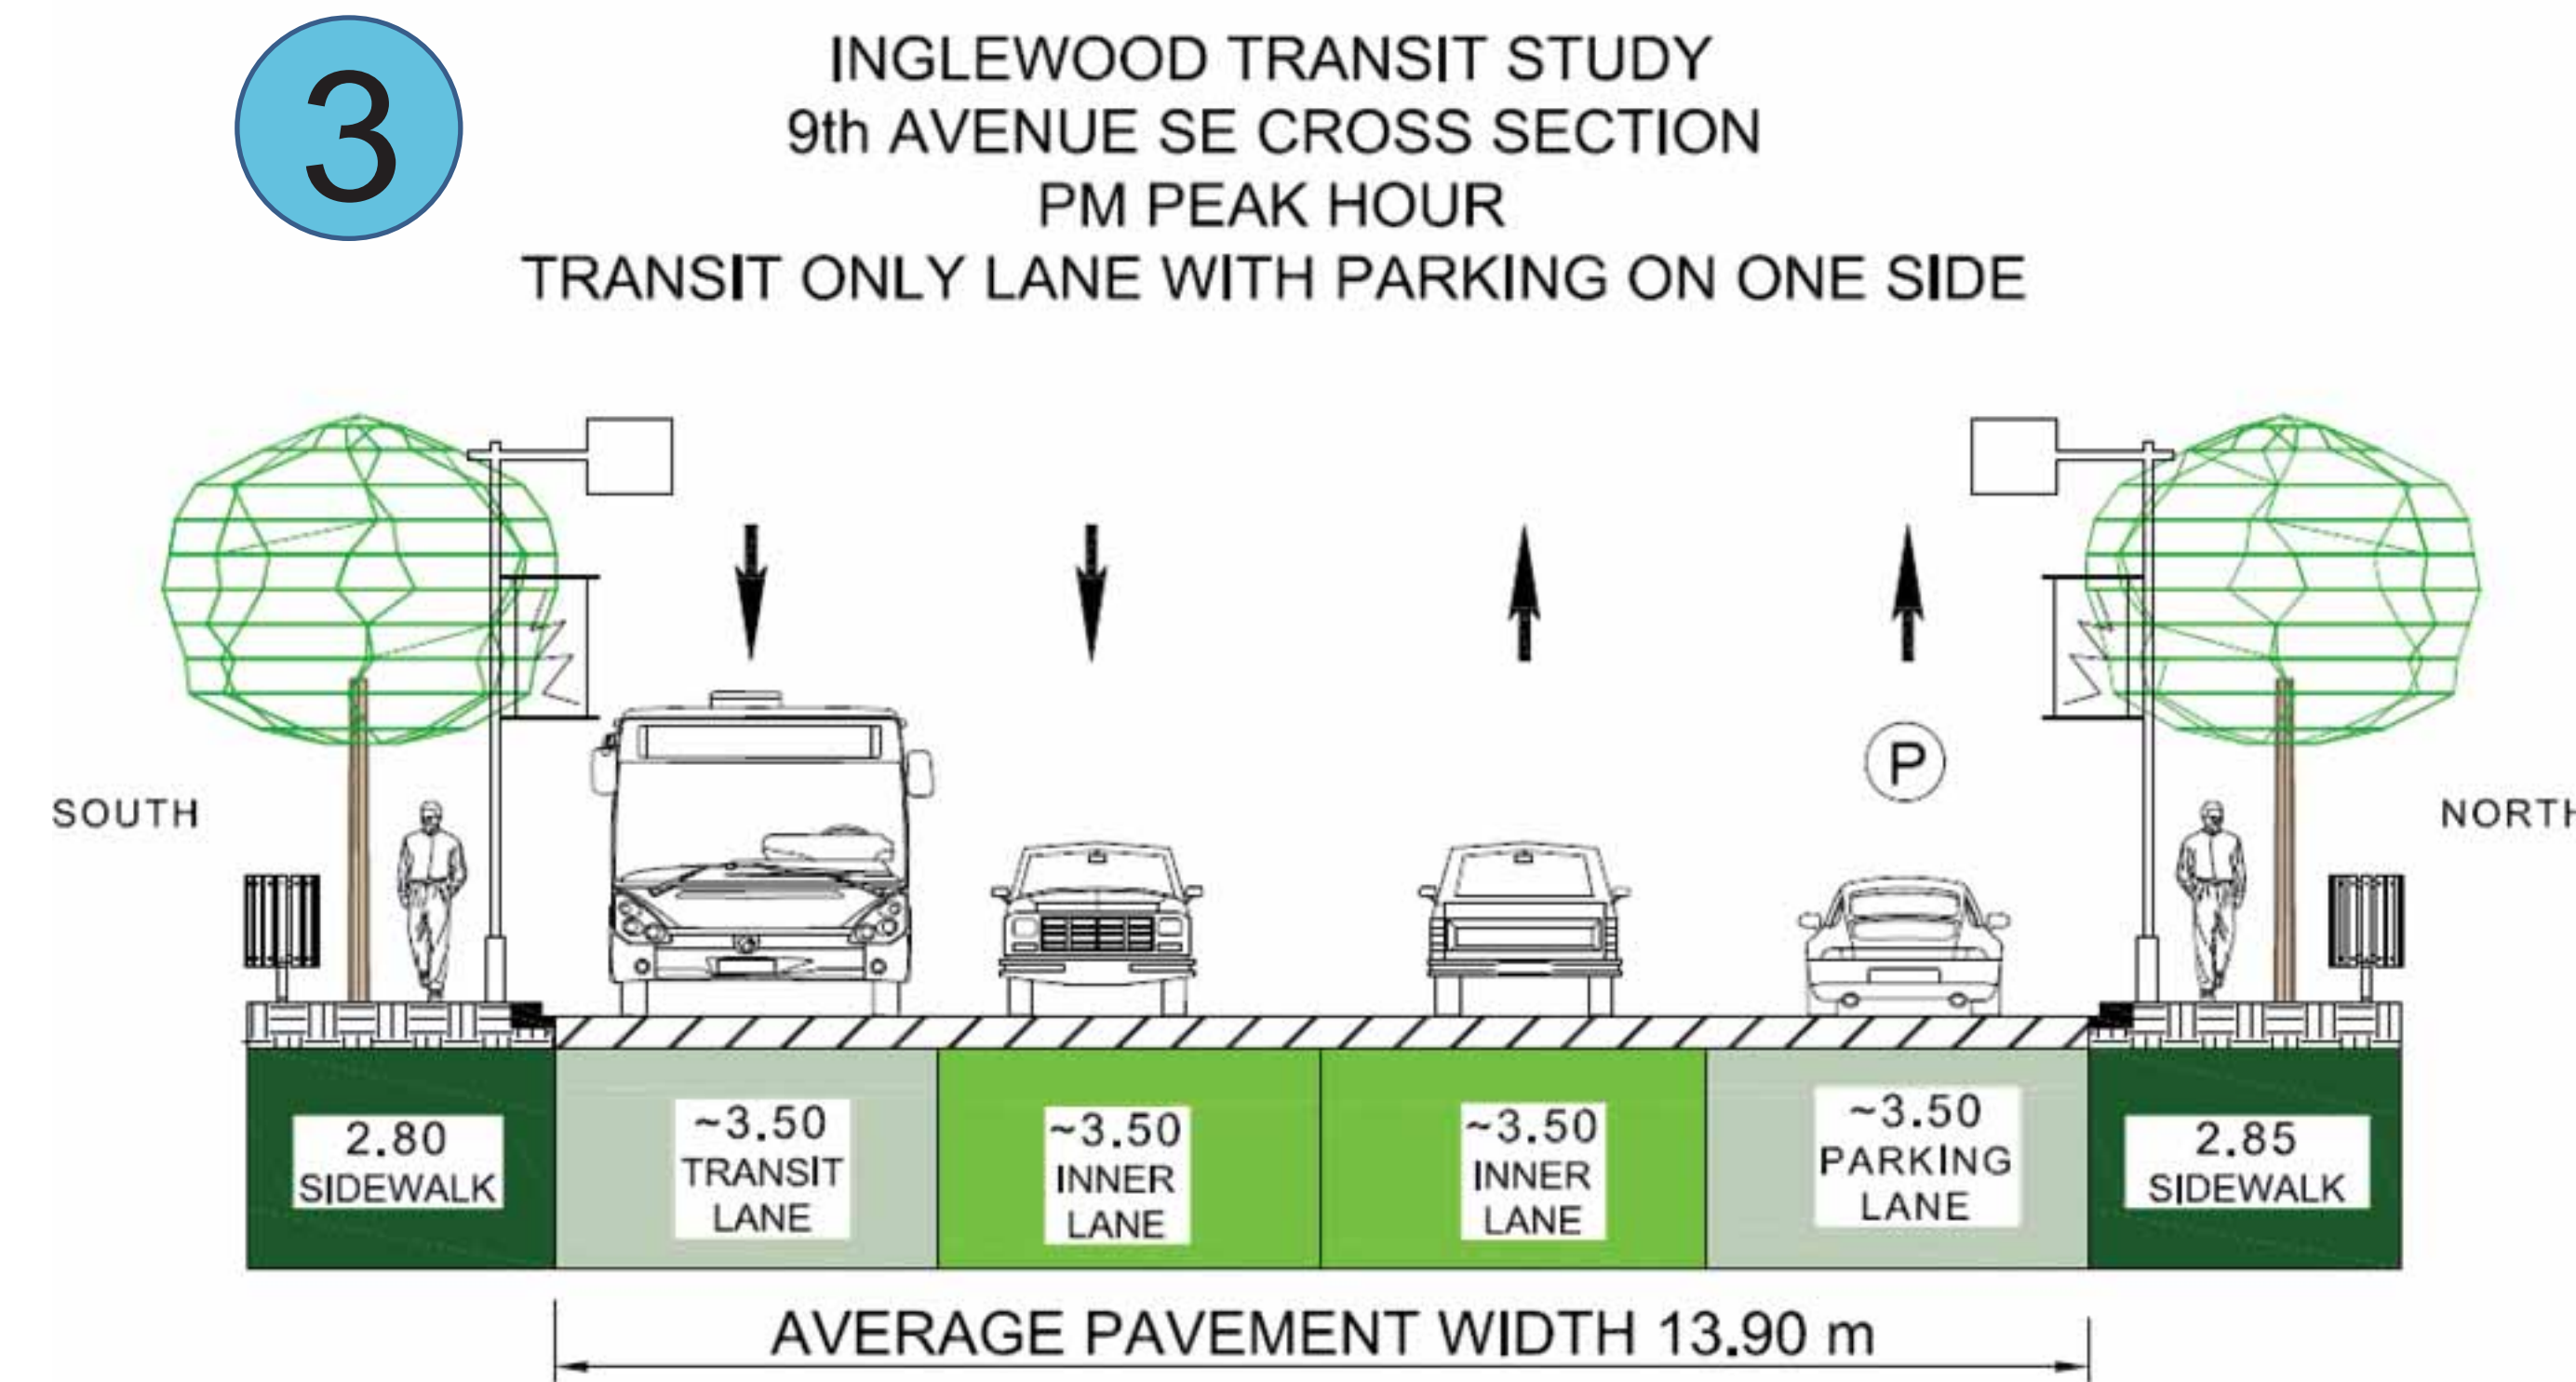 3
INGLEWOOD TRANSIT STUDY
9th AVENUE SE CROSS SECTION
PM PEAK HOUR
TRANSIT ONLY LANE WITH PARKING ON ONE SIDE
P
SOUTH
NORTH
2.80
SIDEWALK
~3.50
TRANSIT
LANE
~3.50
INNER
LANE
~3.50
INNER
LANE
~3.50
PARKING
LANE
2.85
SIDEWALK
AVERAGE PAVEMENT WIDTH 13.90 m